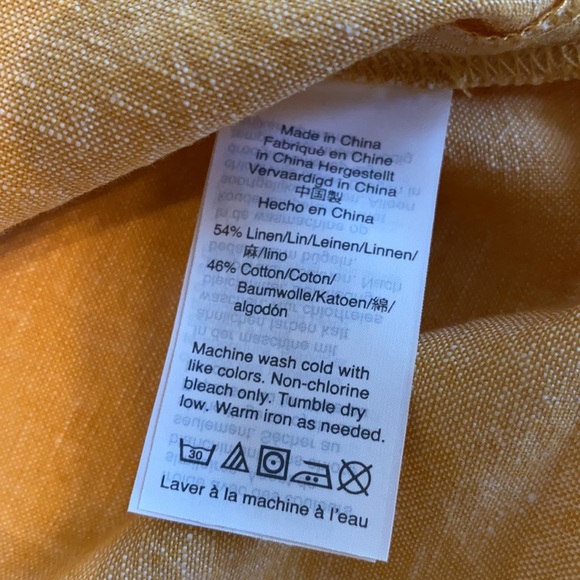 Made in China
Fabriqué en Chine
in China Hergestellt
Vervaardigd in China
中国製
Hecho en China
54% Linen/Lin/Leinen/Linnen/
麻/lino
46% Cotton/Coton/
Baumwolle/Katoen/綿/
algodón
Machine wash cold with
like colors. Non-chlorine
bleach only. Tumble dry
low. Warm iron as needed.
30
Laver à la machine à l'eau